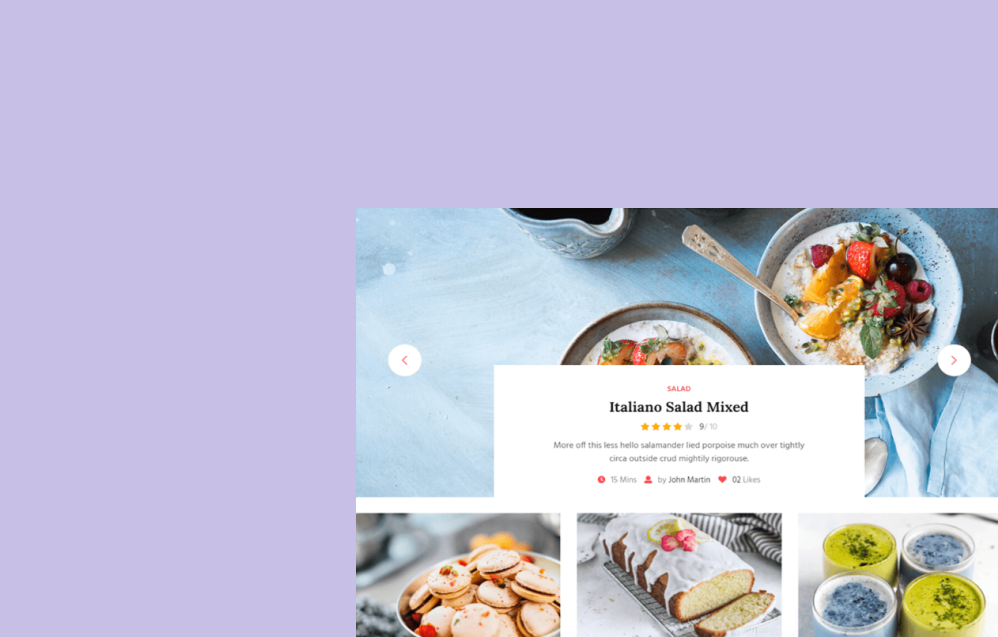 SALAD
Italiano Salad Mixed
9/ 10
More off this less hello salamander lied porpoise much over tightly
circa outside crud mightily rigorouse.
15 Mins by John Martin 02 Likes